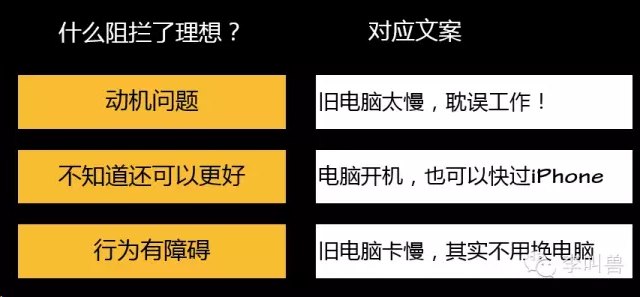 什么阻拦了理想？ 对应文案
动机问题 旧电脑太慢，耽误工作！
不知道还可以更好 电脑开机，也可以快过iPhone
行为有障碍 旧电脑卡慢，其实不用换电脑
李叫兽